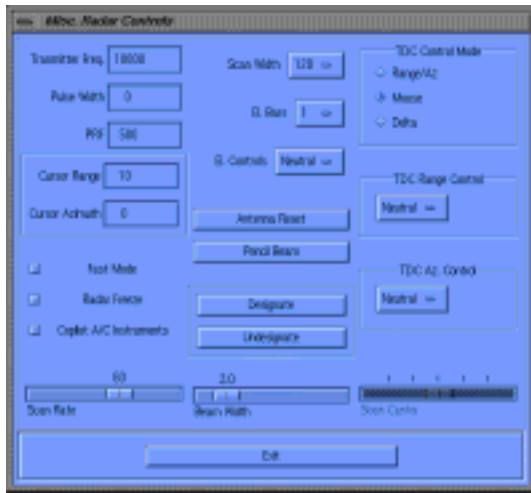 Misc. Radar Controls
Transmitter Freq. 10000
Pulse Width 0
PRF 500
Cursor Range 10
Cursor Azimuth 0
Fast Mode
Radar Freeze
Copilot A/C Instruments
Scan Width 120
El. Bars 1
El. Controls Neutral
Antenna Reset
Pencil Beam
Designate
Undesignate
TDC Control Mode
Range/Az
Mouse
Delta
TDC Range Control
Neutral
TDC Az. Control
Neutral
60
Scan Rate
2.0
Beam Width
Scan Center
Exit